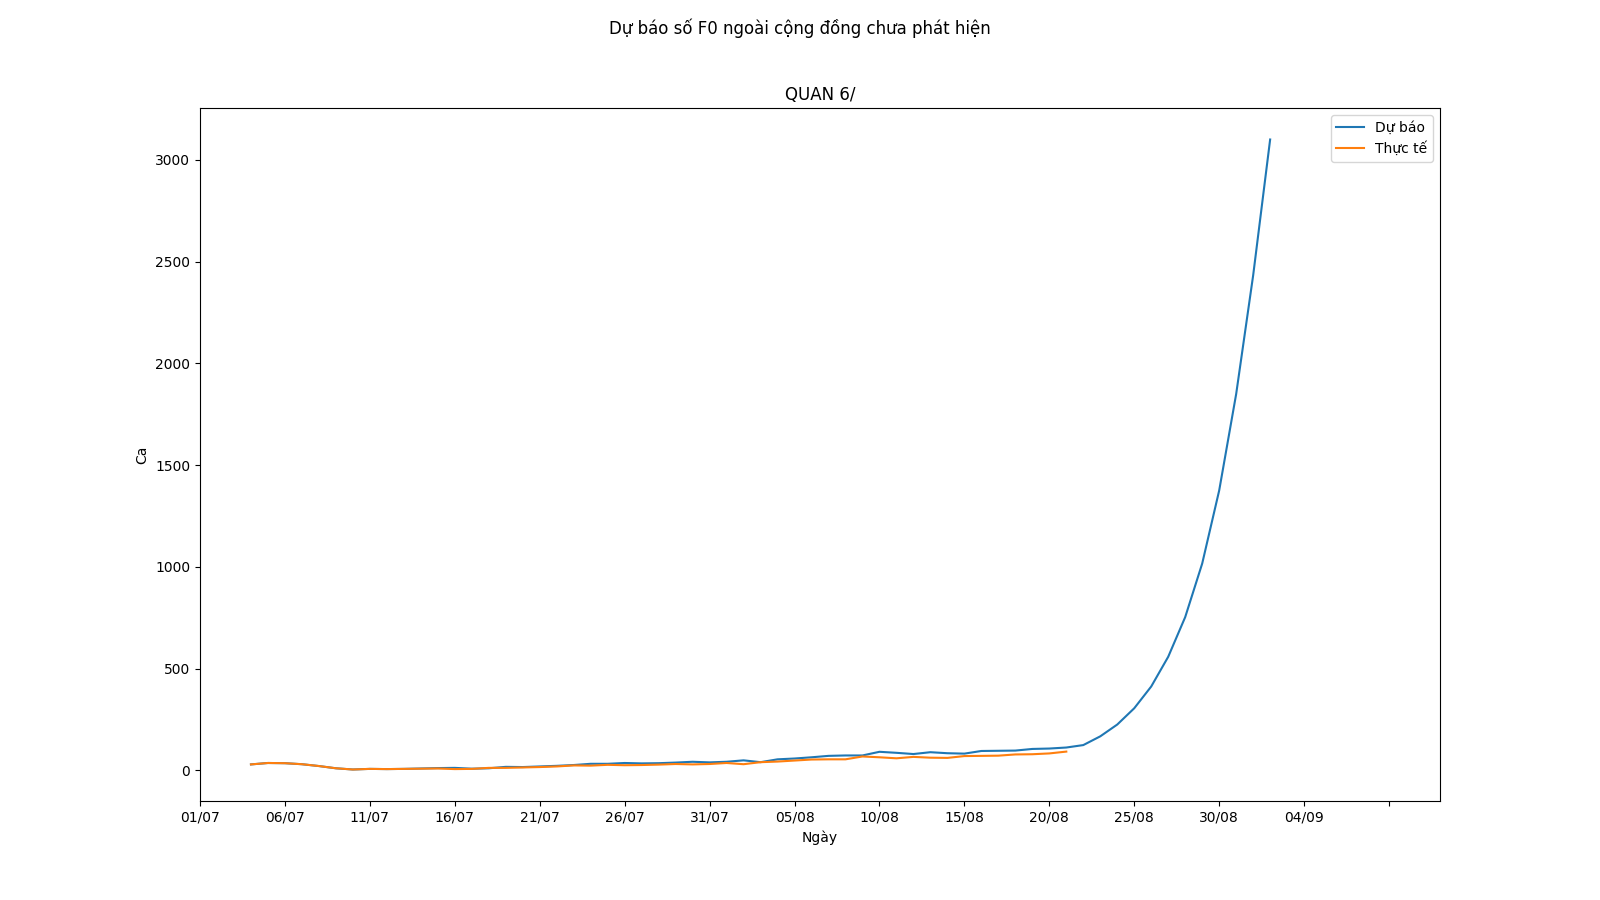 Dự báo số F0 ngoài cộng đồng chưa phát hiện
QUAN 6/
Dự báo
Thực tế
3000
2500
2000
1500
1000
500
0
Ca
01/07 06/07 11/07 16/07 21/07 26/07 31/07 05/08 10/08 15/08 20/08 25/08 30/08 04/09
Ngày